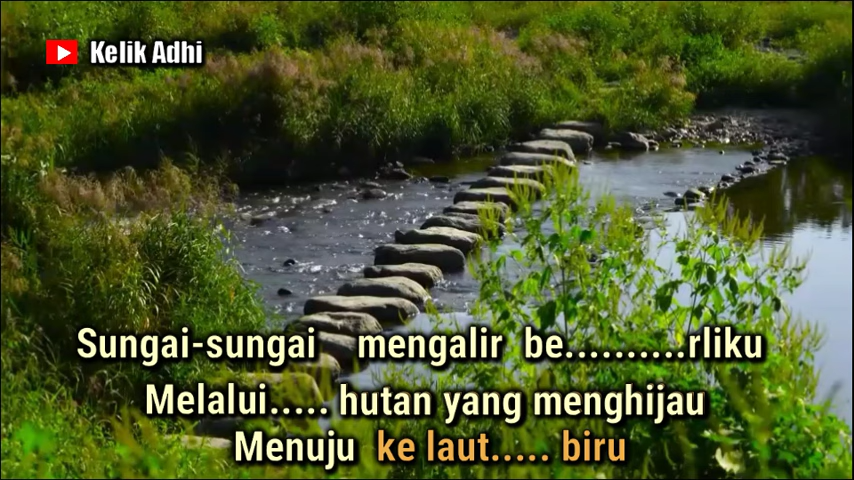 Kelik Adhi
Sungai-sungai mengalir be..........rliku
Melalui..... hutan yang menghijau
Menuju ke laut..... biru